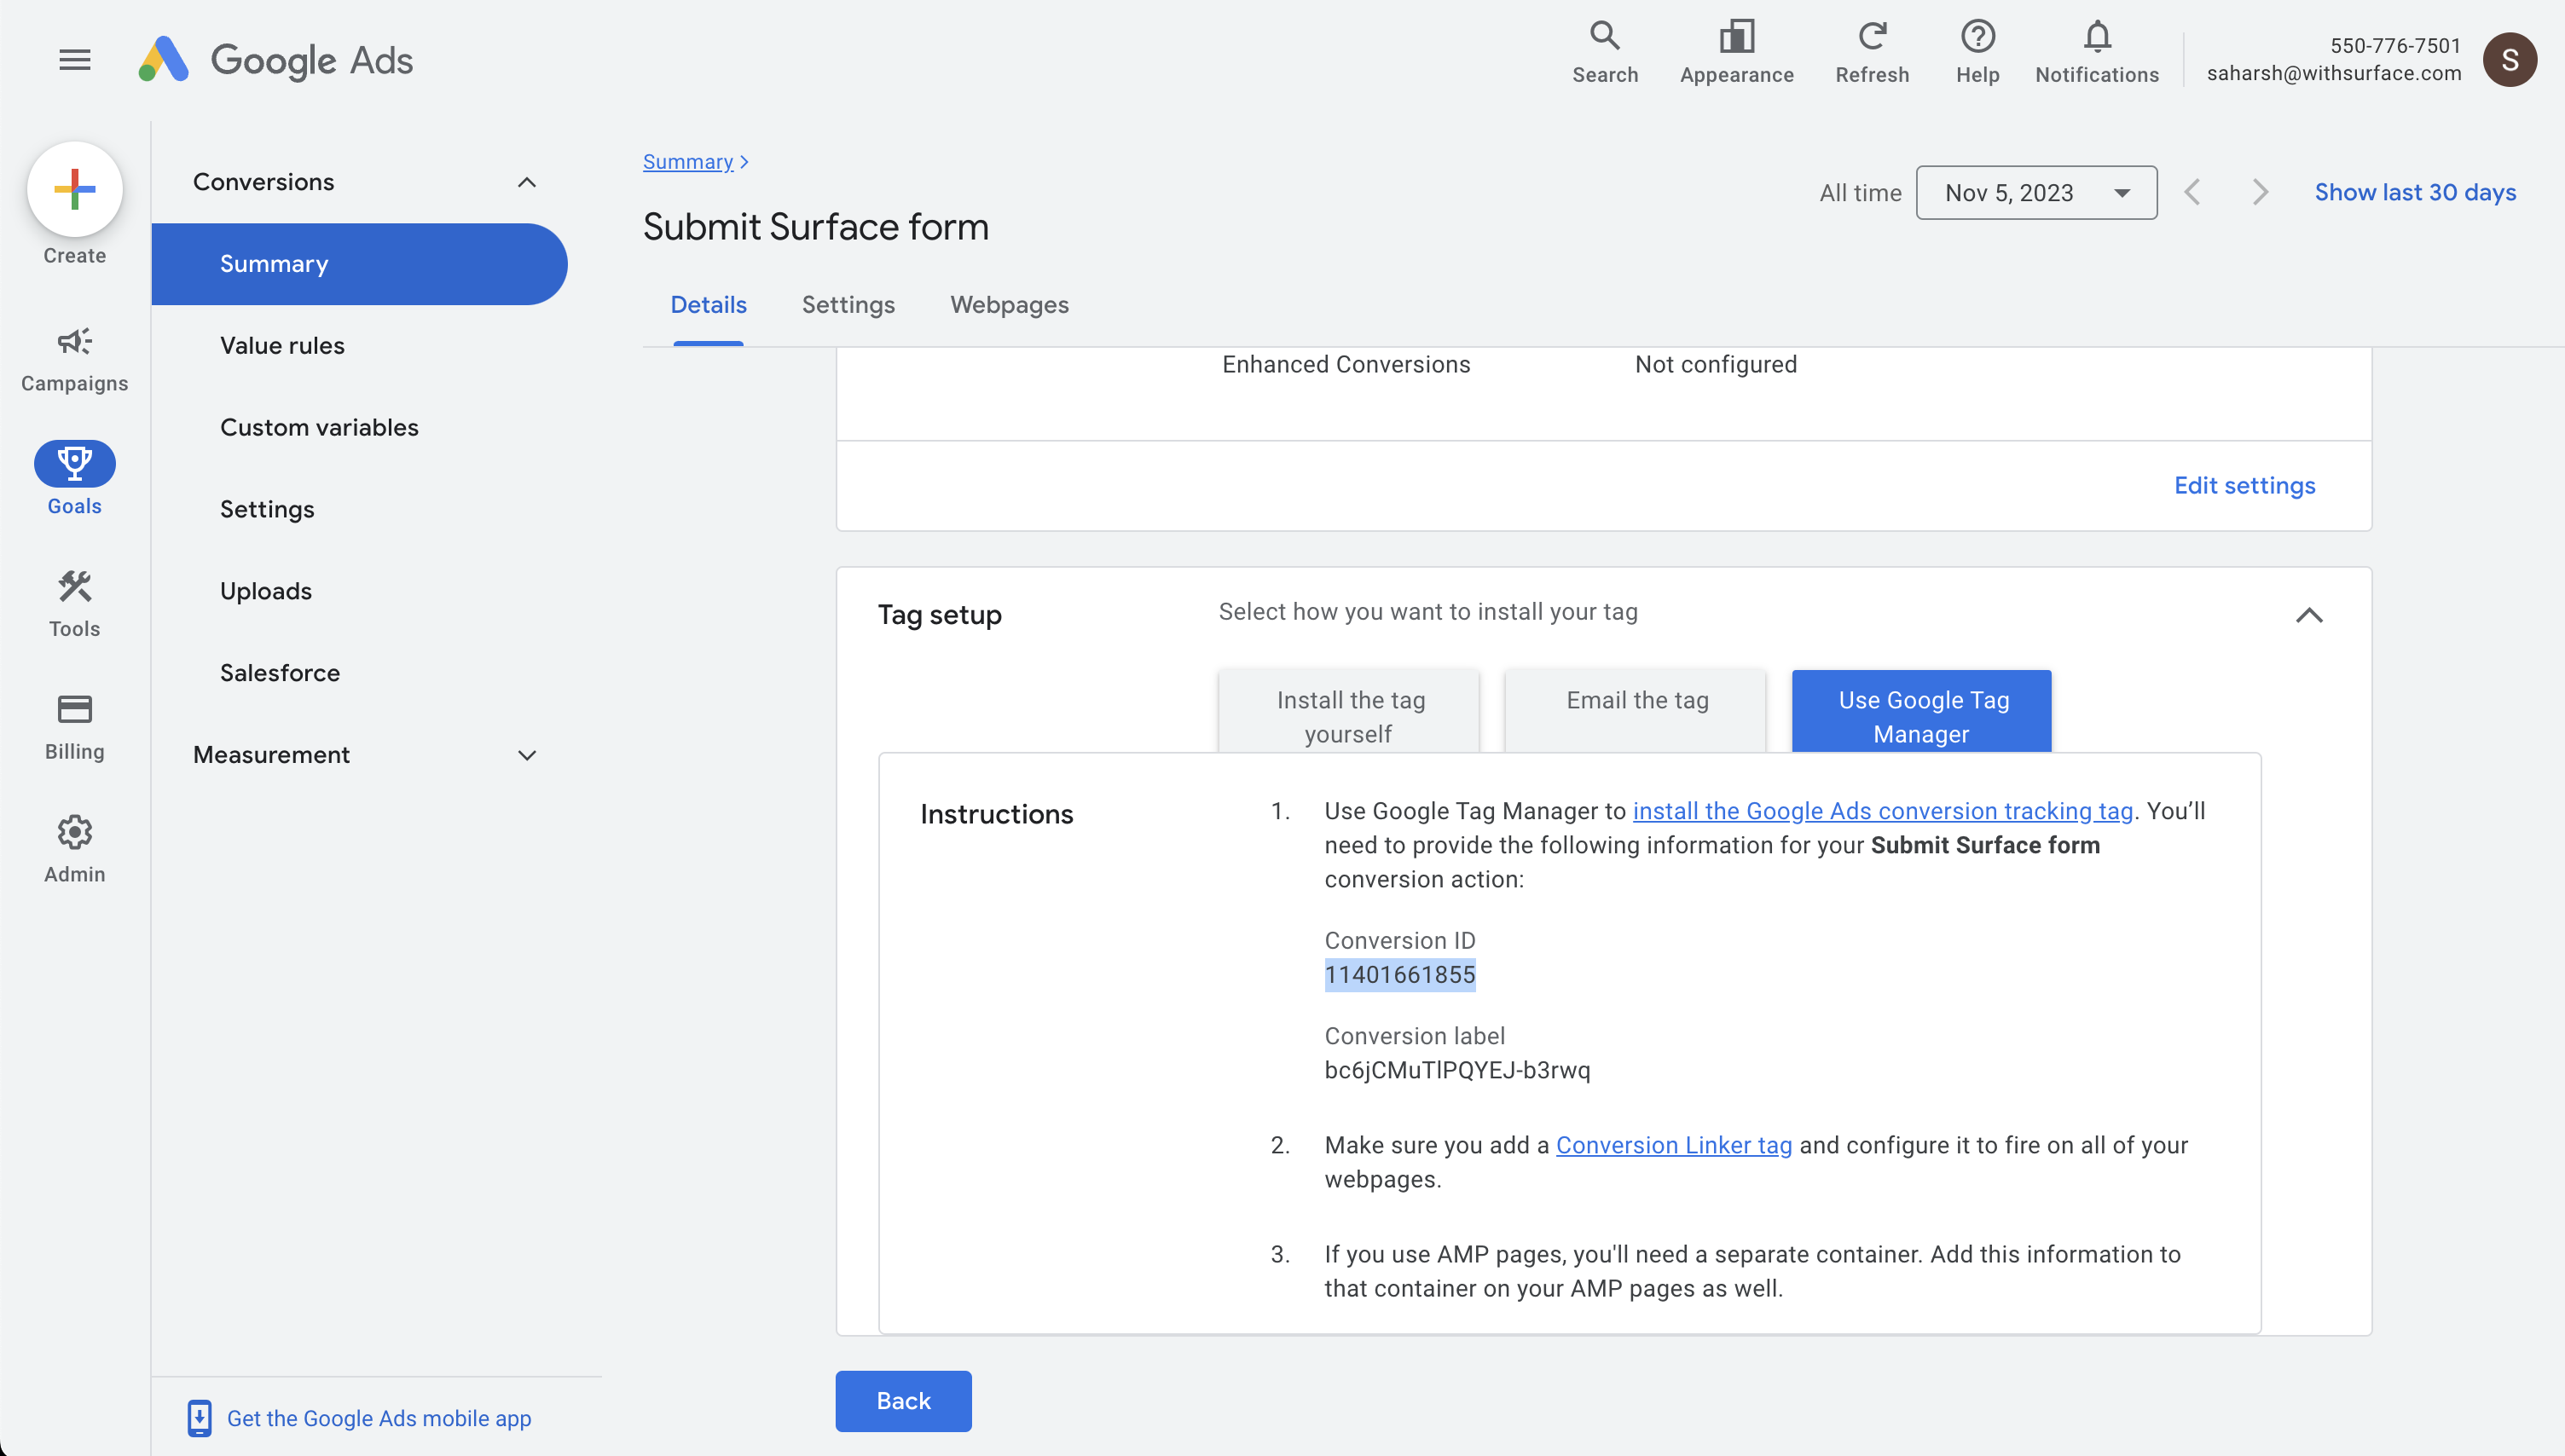 Google Ads
Search
Appearance
Refresh
Help
Notifications
550-776-7501
saharsh@withsurface.com
S
Create
Campaigns
Goals
Tools
Billing
Admin
Conversions
Summary
Value rules
Custom variables
Settings
Uploads
Salesforce
Measurement
Get the Google Ads mobile app
Summary
Submit Surface form
All time
Nov 5, 2023
Show last 30 days
Details
Settings
Webpages
Enhanced Conversions
Not configured
Edit settings
Tag setup
Select how you want to install your tag
Install the tag
yourself
Email the tag
Use Google Tag
Manager
Instructions
1. Use Google Tag Manager to install the Google Ads conversion tracking tag. You’ll
need to provide the following information for your Submit Surface form
conversion action:
Conversion ID
11401661855
Conversion label
bc6jCMuTlPQYEJ-b3rwq
2. Make sure you add a Conversion Linker tag and configure it to fire on all of your
webpages.
3. If you use AMP pages, you'll need a separate container. Add this information to
that container on your AMP pages as well.
Back